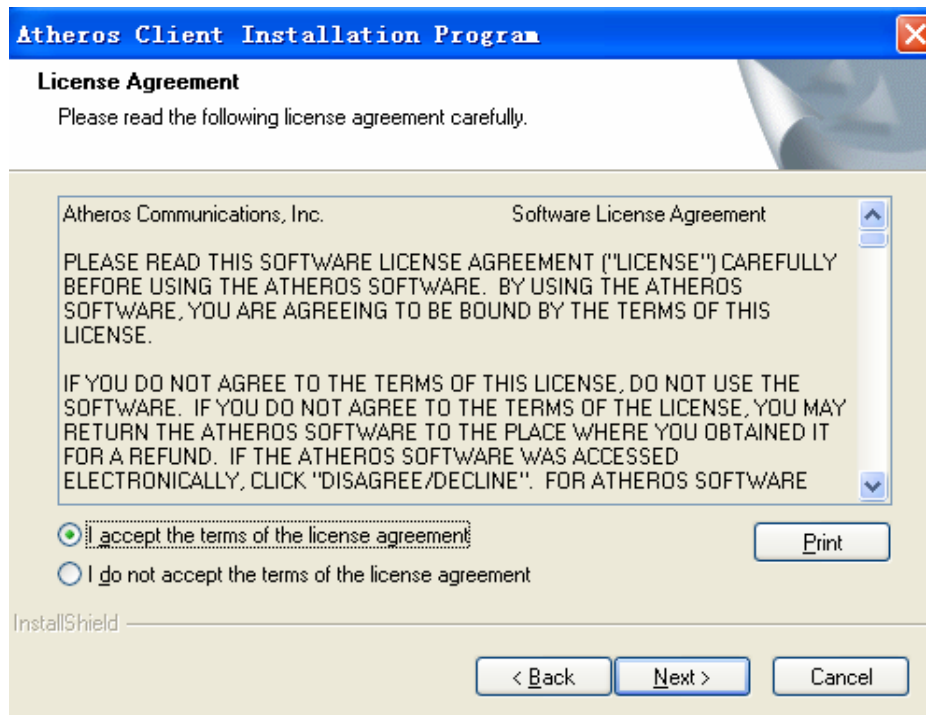 Atheros Client Installation Program
License Agreement
Please read the following license agreement carefully.
Atheros Communications, Inc. Software License Agreement
PLEASE READ THIS SOFTWARE LICENSE AGREEMENT ("LICENSE") CAREFULLY
BEFORE USING THE ATHEROS SOFTWARE. BY USING THE ATHEROS
SOFTWARE, YOU ARE AGREEING TO BE BOUND BY THE TERMS OF THIS
LICENSE.
IF YOU DO NOT AGREE TO THE TERMS OF THIS LICENSE, DO NOT USE THE
SOFTWARE. IF YOU DO NOT AGREE TO THE TERMS OF THE LICENSE, YOU MAY
RETURN THE ATHEROS SOFTWARE TO THE PLACE WHERE YOU OBTAINED IT
FOR A REFUND. IF THE ATHEROS SOFTWARE WAS ACCESSED
ELECTRONICALLY, CLICK "DISAGREE/DECLINE". FOR ATHEROS SOFTWARE
I accept the terms of the license agreement
Print
I do not accept the terms of the license agreement
InstallShield
< Back Next > Cancel